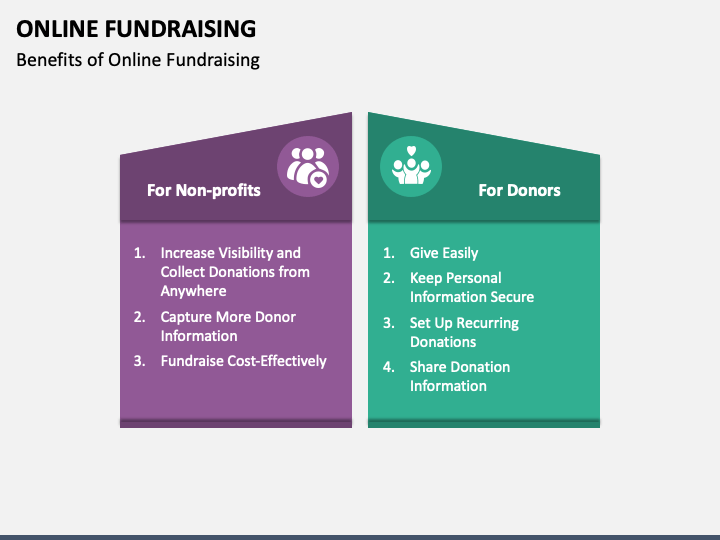 ONLINE FUNDRAISING
Benefits of Online Fundraising
For Non-profits
1. Increase Visibility and
Collect Donations from
Anywhere
2. Capture More Donor
Information
3. Fundraise Cost-Effectively
For Donors
1. Give Easily
2. Keep Personal
Information Secure
3. Set Up Recurring
Donations
4. Share Donation
Information